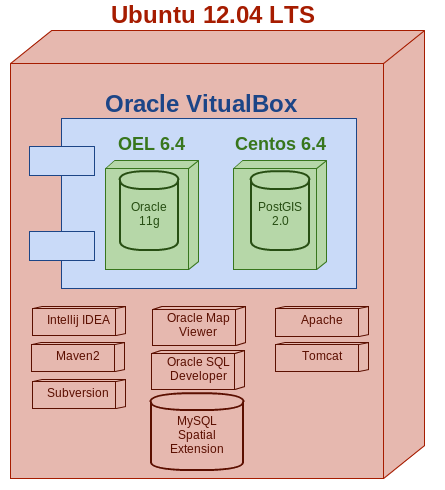 Ubuntu 12.04 LTS
Oracle VitualBox
OEL 6.4
Centos 6.4
Oracle
11g
PostGIS
2.0
Intellij IDEA
Oracle Map
Viewer
Apache
Maven2
Oracle SQL
Developer
Tomcat
Subversion
MySQL
Spatial
Extension